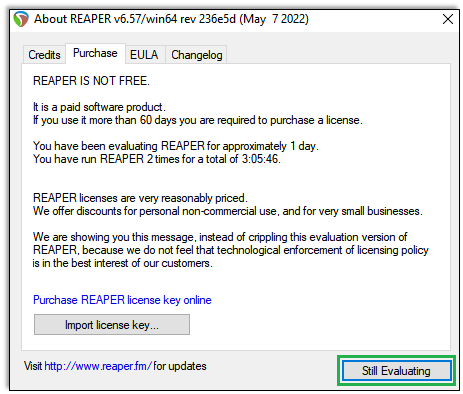 About REAPER v6.57/win64 rev 236e5d (May 7 2022)
Credits Purchase EULA Changelog
REAPER IS NOT FREE.
It is a paid software product.
If you use it more than 60 days you are required to purchase a license.
You have been evaluating REAPER for approximately 1 day.
You have run REAPER 2 times for a total of 3:05:46.
REAPER licenses are very reasonably priced.
We offer discounts for personal non-commercial use, and for very small businesses.
We are showing you this message, instead of crippling this evaluation version of
REAPER, because we do not feel that technological enforcement of licensing policy
is in the best interest of our customers.
Purchase REAPER license key online
Import license key...
Visit http://www.reaper.fm/ for updates
Still Evaluating